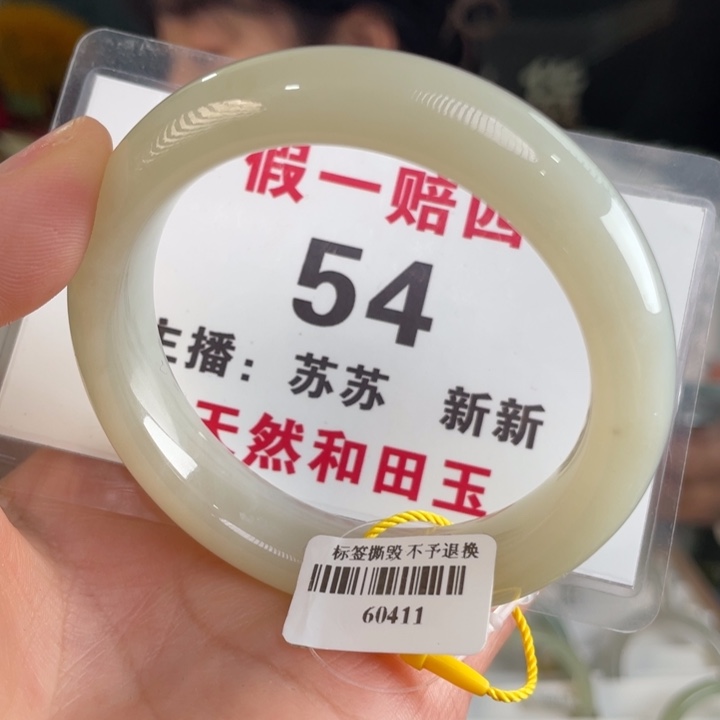 假一赔四
54
主播：苏苏 新新
天然和田玉
标签撕毁 不予退换
60411